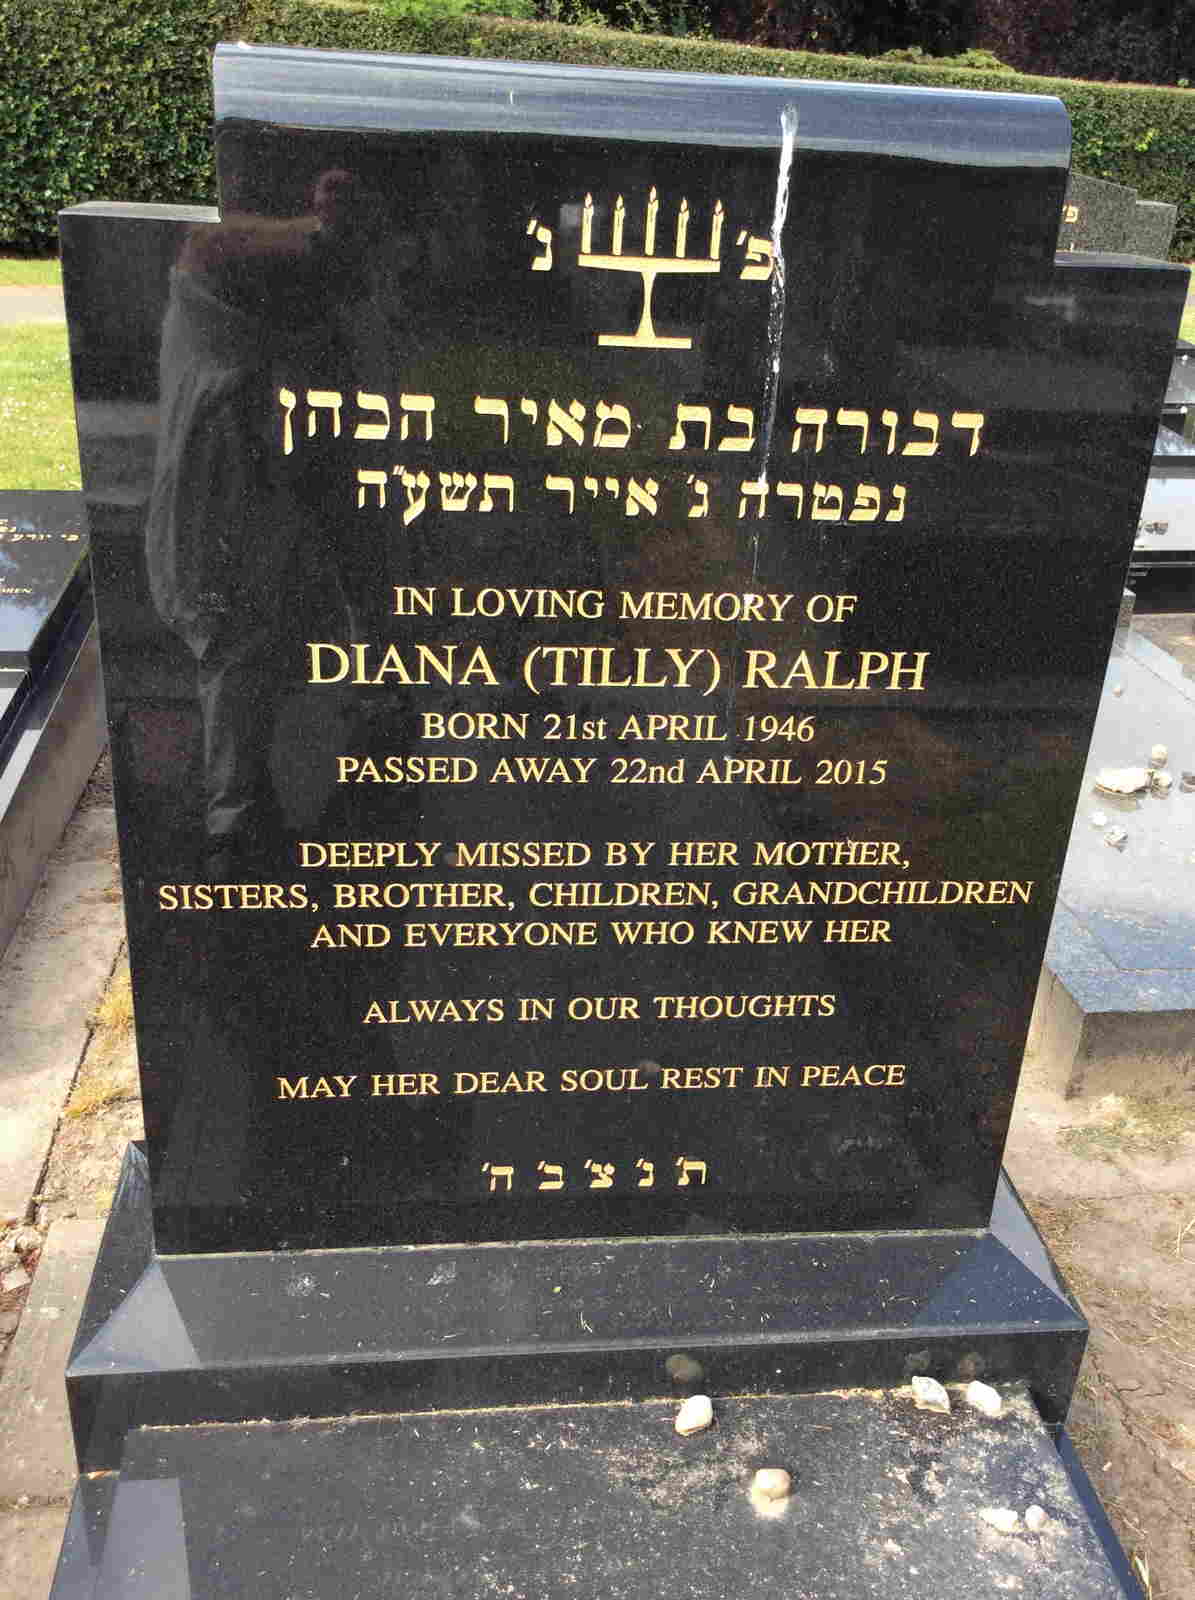 פ' נ'
דבורה בת מאיר הכהן
נפטרה ג' אייר תשע"ה
IN LOVING MEMORY OF
DIANA (TILLY) RALPH
BORN 21st APRIL 1946
PASSED AWAY 22nd APRIL 2015
DEEPLY MISSED BY HER MOTHER,
SISTERS, BROTHER, CHILDREN, GRANDCHILDREN
AND EVERYONE WHO KNEW HER
ALWAYS IN OUR THOUGHTS
MAY HER DEAR SOUL REST IN PEACE
ת' נ' צ' ב' ה'